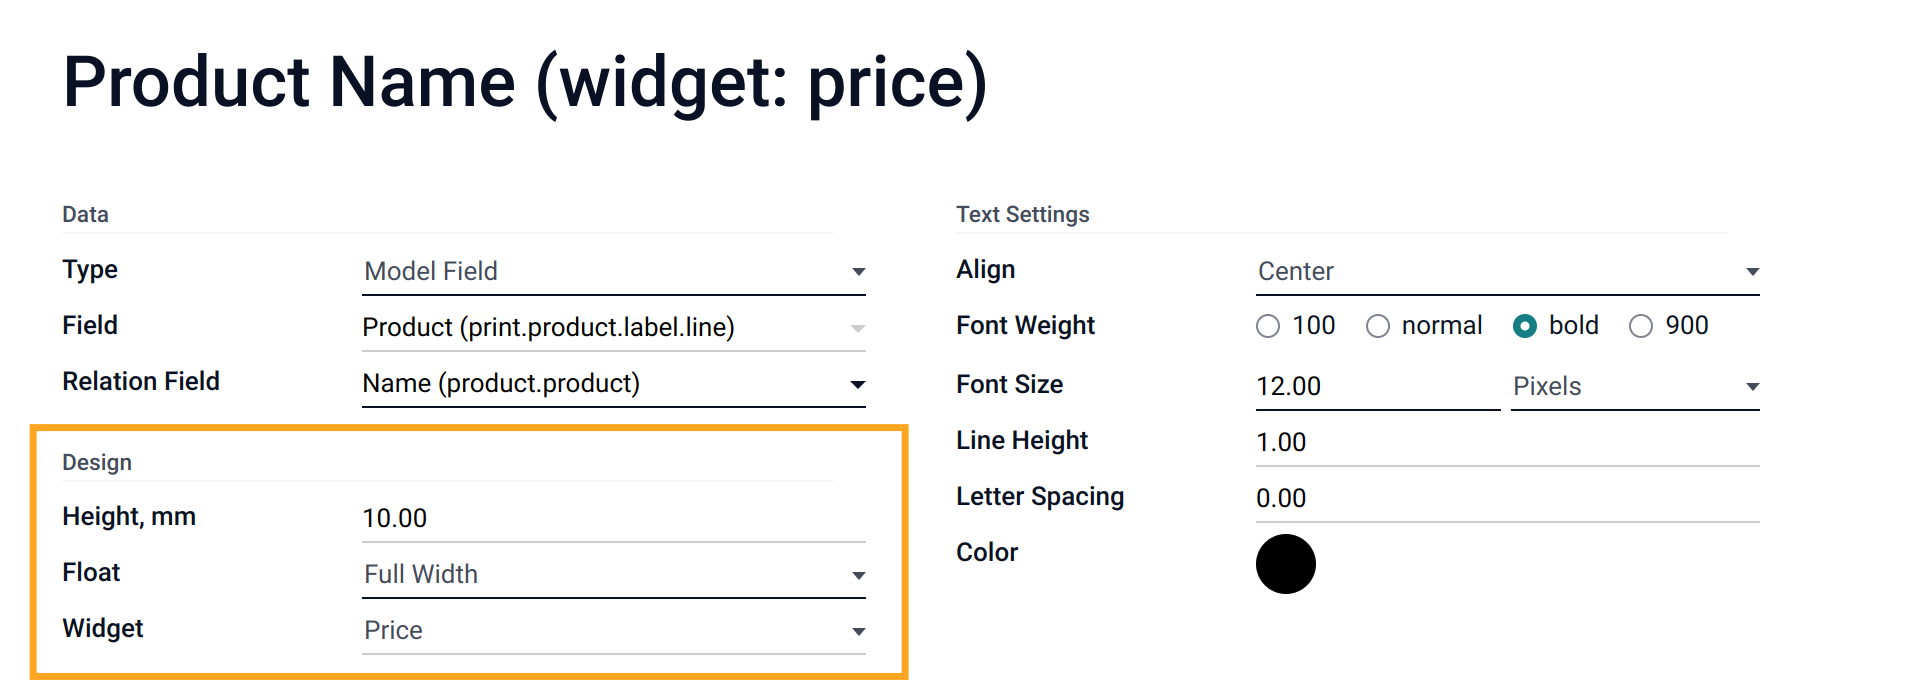 Product Name (widget: price)
Data
Type Model Field
Field Product (print.product.label.line)
Relation Field Name (product.product)
Design
Height, mm 10.00
Float Full Width
Widget Price
Text Settings
Align Center
Font Weight 100 normal bold 900
Font Size 12.00 Pixels
Line Height 1.00
Letter Spacing 0.00
Color